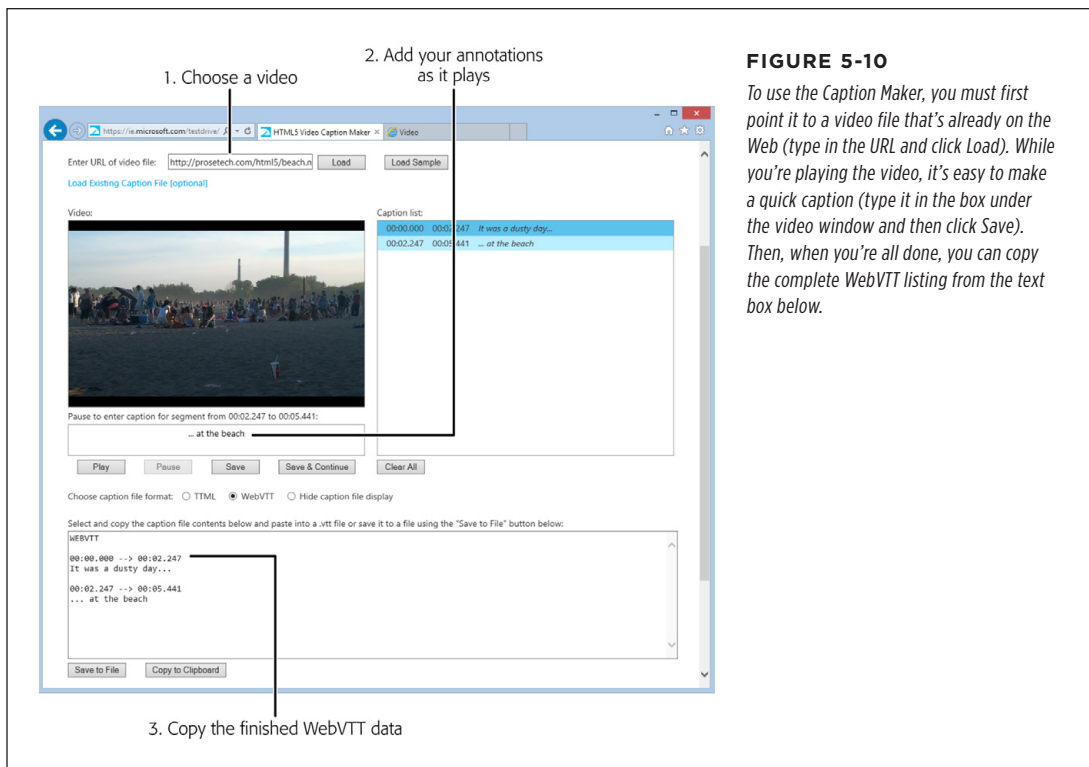 1. Choose a video
2. Add your annotations
as it plays
https://ie.microsoft.com/testdrive/
HTML5 Video Caption Maker
Video
Enter URL of video file:
http://prosetech.com/html5/beach.n
Load
Load Sample
Load Existing Caption File [optional]
Video:
Caption list:
00:00.000 00:02.247 It was a dusty day...
00:02.247 00:05.441 ... at the beach
Pause to enter caption for segment from 00:02.247 to 00:05.441:
... at the beach
Play
Pause
Save
Save & Continue
Clear All
Choose caption file format: TTML WebVTT Hide caption file display
Select and copy the caption file contents below and paste into a .vtt file or save it to a file using the "Save to File" button below:
WEBVTT
00:00.000 --> 00:02.247
It was a dusty day...
00:02.247 --> 00:05.441
... at the beach
Save to File
Copy to Clipboard
3. Copy the finished WebVTT data
FIGURE 5-10
To use the Caption Maker, you must first
point it to a video file that's already on the
Web (type in the URL and click Load). While
you're playing the video, it's easy to make
a quick caption (type it in the box under
the video window and then click Save).
Then, when you're all done, you can copy
the complete WebVTT listing from the text
box below.